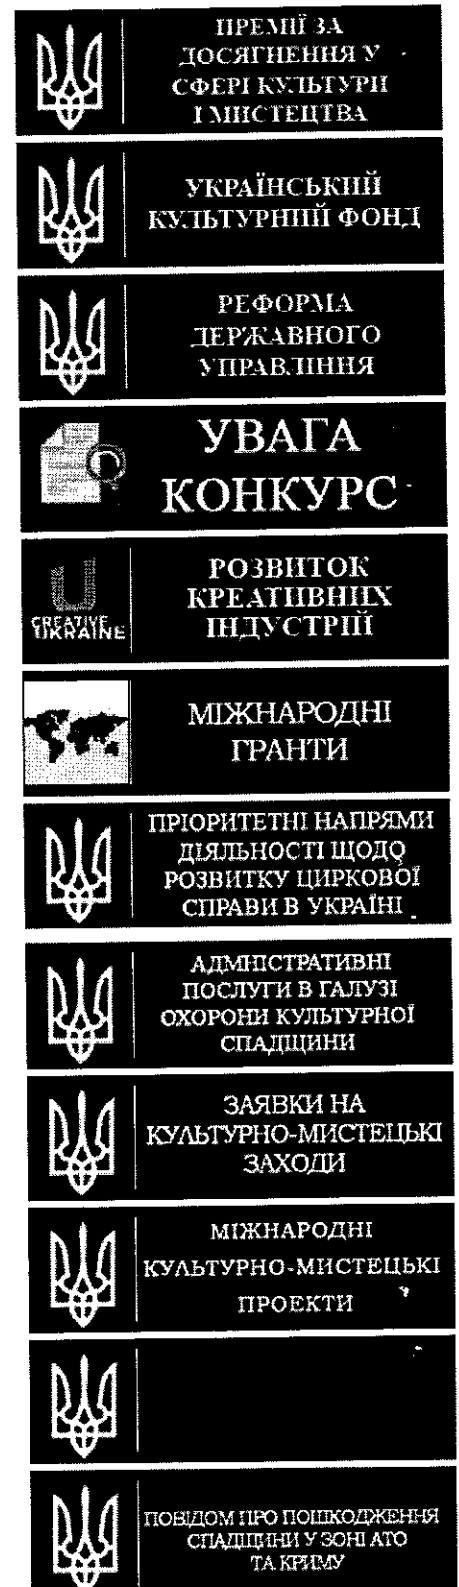 ПРЕМІЇ ЗА
ДОСЯГНЕННЯ У
СФЕРІ КУЛЬТУРИ
І МИСТЕЦТВА
УКРАЇНСЬКИЙ
КУЛЬТУРНИЙ ФОНД
РЕФОРМА
ДЕРЖАВНОГО
УПРАВЛІННЯ
УВАГА
КОНКУРС
CREATIVE
UKRAINE
РОЗВИТОК
КРЕАТИВНИХ
ІНДУСТРІЙ
МІЖНАРОДНІ
ГРАНТИ
ПРІОРИТЕТНІ НАПРЯМИ
ДІЯЛЬНОСТІ ЩОДО
РОЗВИТКУ ЦИРКОВОЇ
СПРАВИ В УКРАЇНІ
АДМІНІСТРАТИВНІ
ПОСЛУГИ В ГАЛУЗІ
ОХОРОНИ КУЛЬТУРНОЇ
СПАДЩИНИ
ЗАЯВКИ НА
КУЛЬТУРНО-МИСТЕЦЬКІ
ЗАХОДИ
МІЖНАРОДНІ
КУЛЬТУРНО-МИСТЕЦЬКІ
ПРОЕКТИ
ПОВІДОМ ПРО ПОШКОДЖЕННЯ
СПАДЩИНИ У ЗОНІ АТО
ТА КРИМУ